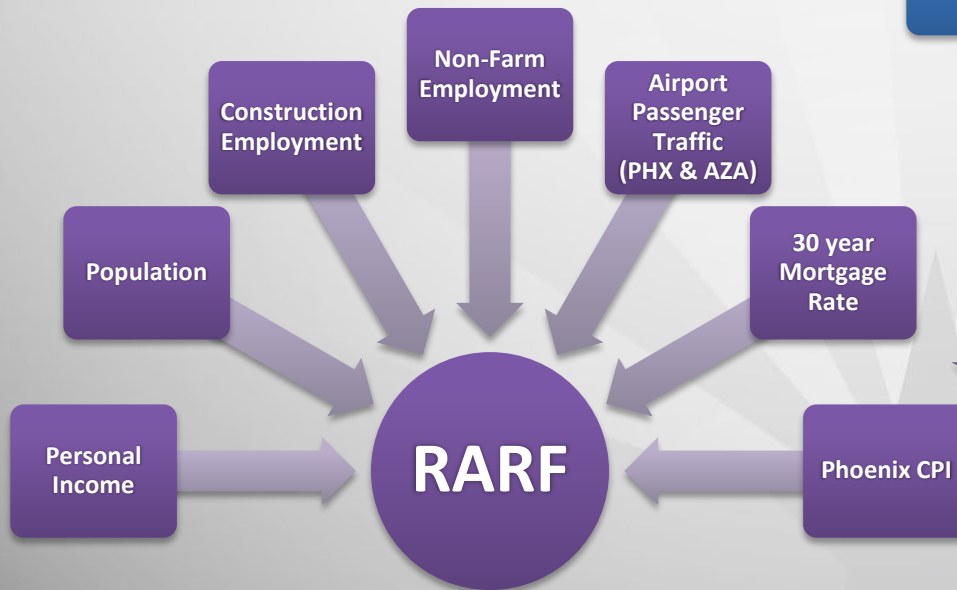 Non-Farm
Employment
Construction
Employment
Airport
Passenger
Traffic
(PHX & AZA)
Population
30 year
Mortgage
Rate
Personal
Income
RARF
Phoenix CPI